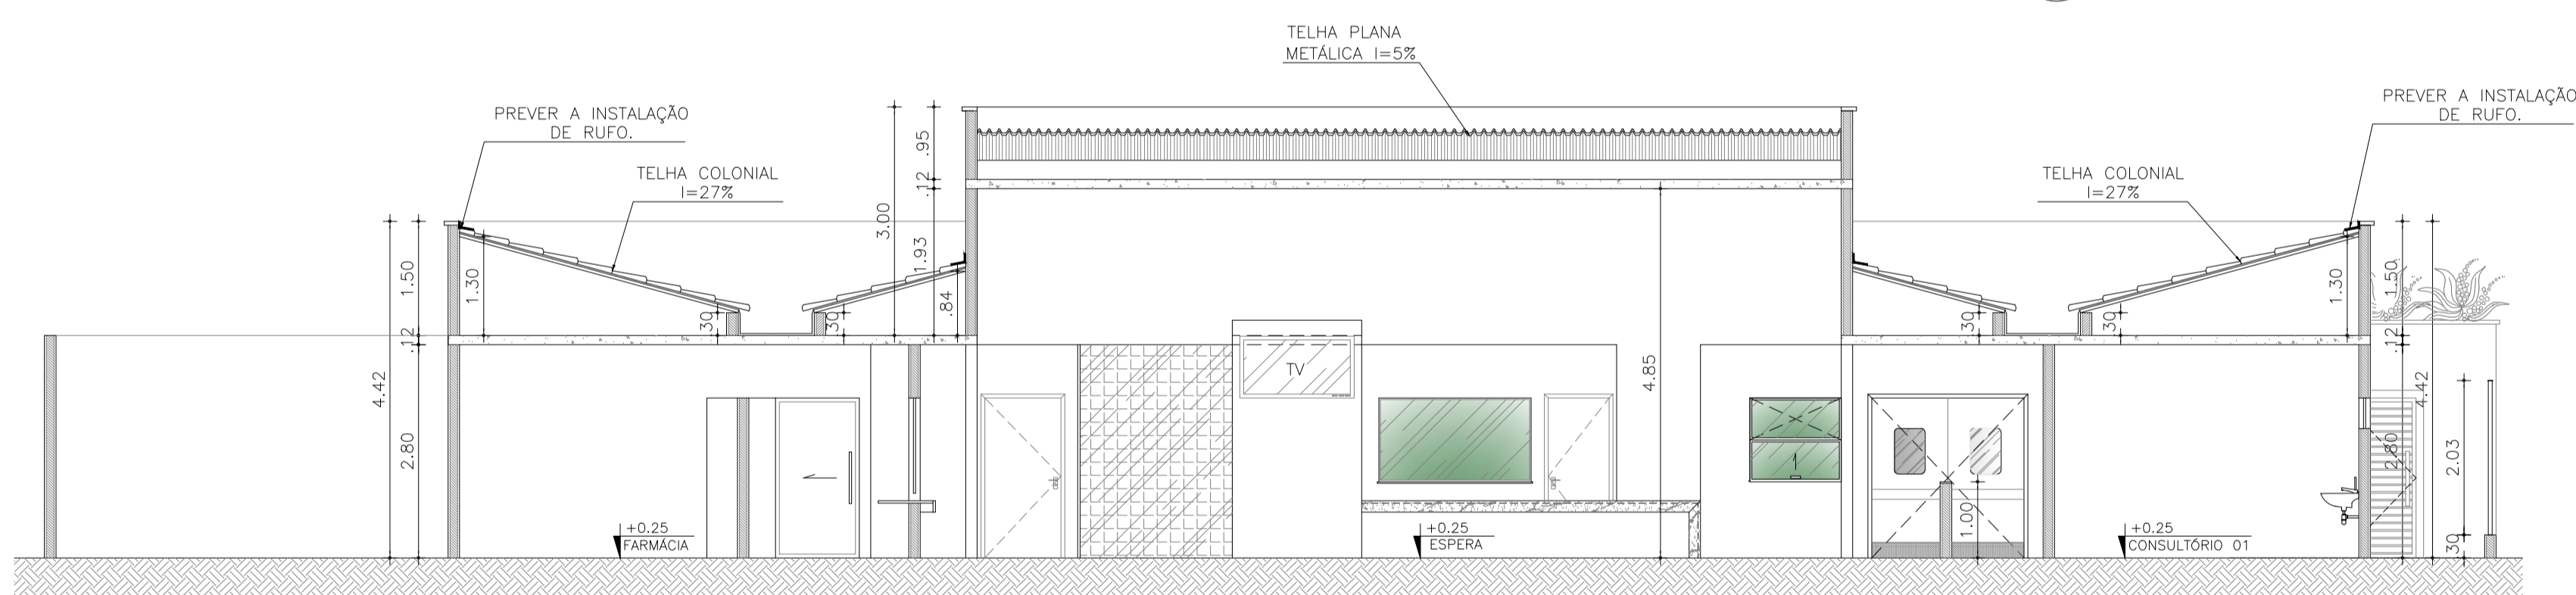 TELHA PLANA
METÁLICA I=5%
PREVER A INSTALAÇÃO
DE RUFO.
TELHA COLONIAL
I=27%
PREVER A INSTALAÇÃO
DE RUFO.
TELHA COLONIAL
I=27%
4.42
1.50
.12
2.80
1.30
.30
.30
.84
3.00
.95
.12
1.93
4.85
TV
.30
.30
1.30
1.50
.12
2.80
4.42
2.03
.30
1.00
+0.25
FARMÁCIA
+0.25
ESPERA
+0.25
CONSULTÓRIO 01